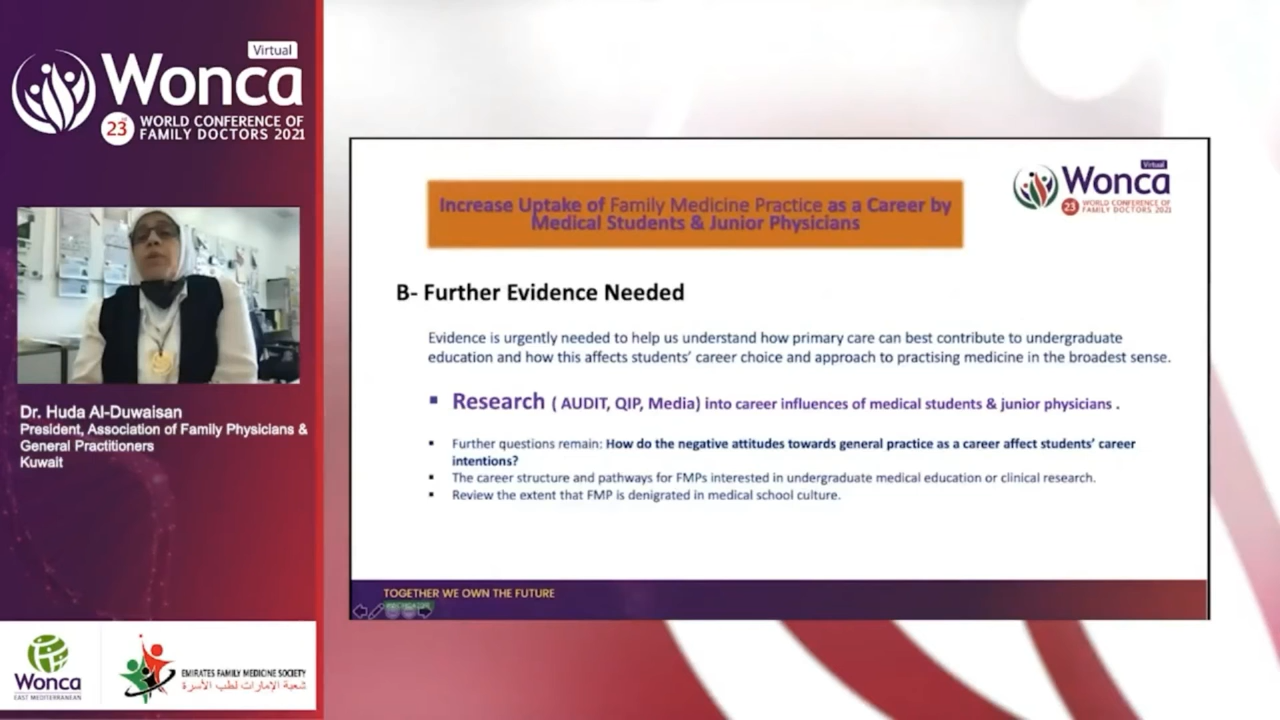 Virtual
Wonca
23 WORLD CONFERENCE OF
FAMILY DOCTORS 2021
Dr. Huda Al-Duwaisan
President, Association of Family Physicians &
General Practitioners
Kuwait
Wonca
EAST MEDITERRANEAN
EMIRATES FAMILY MEDICINE SOCIETY
شعبة الإمارات لطب الأسرة
Virtual
Wonca
23 WORLD CONFERENCE OF
FAMILY DOCTORS 2021
Increase Uptake of Family Medicine Practice as a Career by
Medical Students & Junior Physicians
B- Further Evidence Needed
Evidence is urgently needed to help us understand how primary care can best contribute to undergraduate
education and how this affects students’ career choice and approach to practising medicine in the broadest sense.
▪ Research ( AUDIT, QIP, Media) into career influences of medical students & junior physicians .
▪ Further questions remain: How do the negative attitudes towards general practice as a career affect students’ career
intentions?
▪ The career structure and pathways for FMPs interested in undergraduate medical education or clinical research.
▪ Review the extent that FMP is denigrated in medical school culture.
TOGETHER WE OWN THE FUTURE